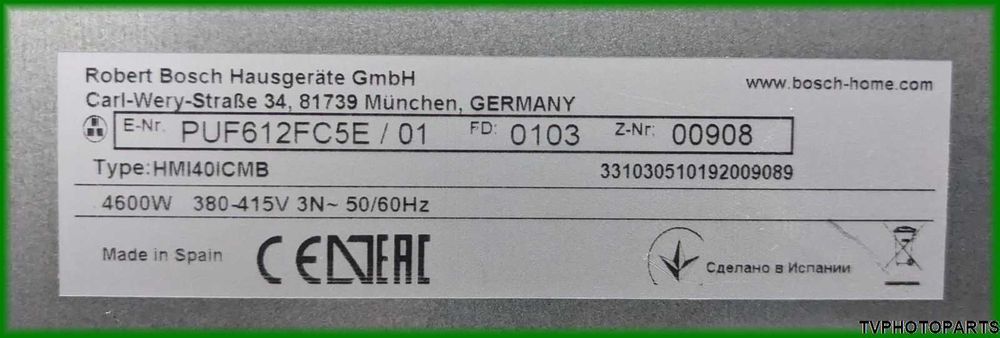 Robert Bosch Hausgeräte GmbH
www.bosch-home.com
Carl-Wery-Straße 34, 81739 München, GERMANY
E-Nr. PUF612FC5E / 01 FD: 0103 Z-Nr: 00908
Type: HMI40ICMB 331030510192009089
4600W 380-415V 3N~ 50/60Hz
Made in Spain CE EAC Сделано в Испании
TVPHOTOPARTS